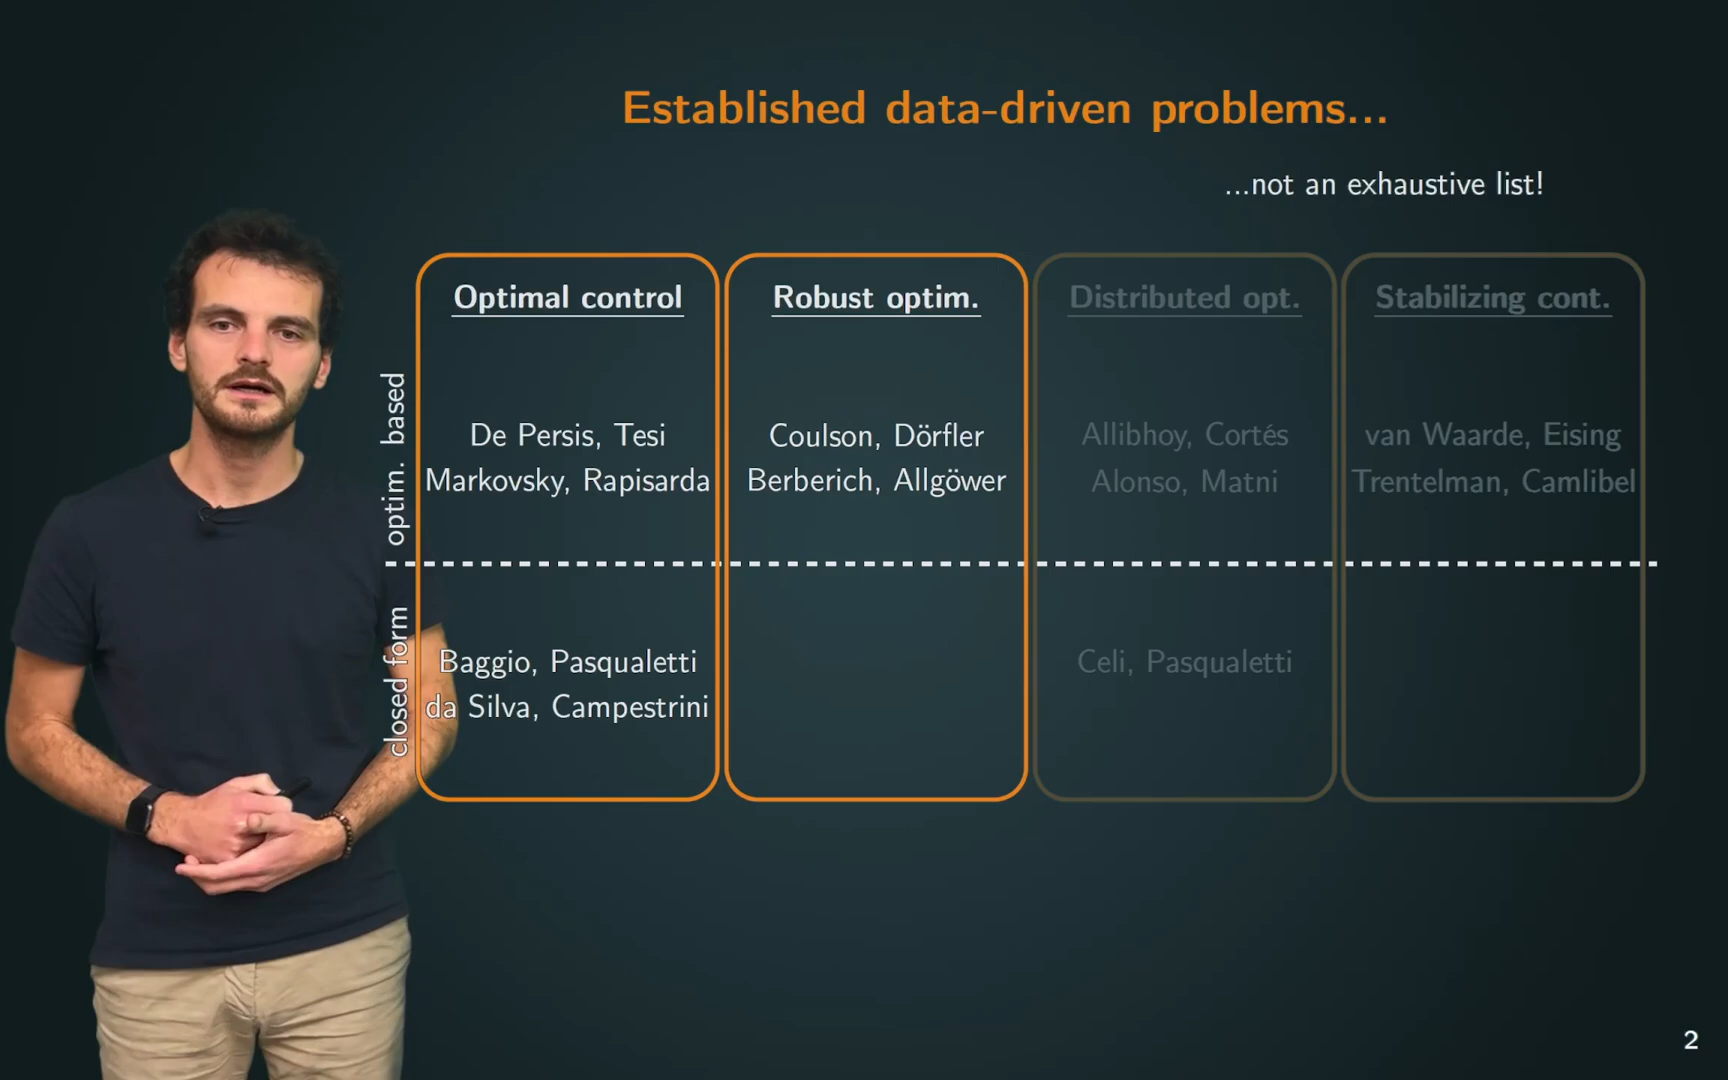 Established data-driven problems...
...not an exhaustive list!
Optimal control
Robust optim.
Distributed opt.
Stabilizing cont.
optim. based
De Persis, Tesi
Markovsky, Rapisarda
Coulson, Dörfler
Berberich, Allgöwer
Allibhoy, Cortés
Alonso, Matni
van Waarde, Eising
Trentelman, Camlibel
closed form
Baggio, Pasqualetti
da Silva, Campestrini
Celi, Pasqualetti
2